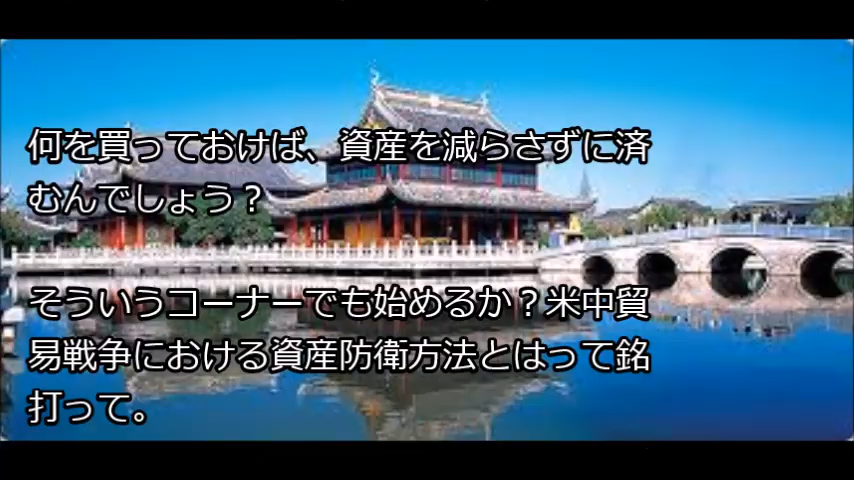 何を買っておけば、資産を減らさずに済
むんでしょう？
そういうコーナーでも始めるか？米中貿
易戦争における資産防衛方法とはって銘
打って。